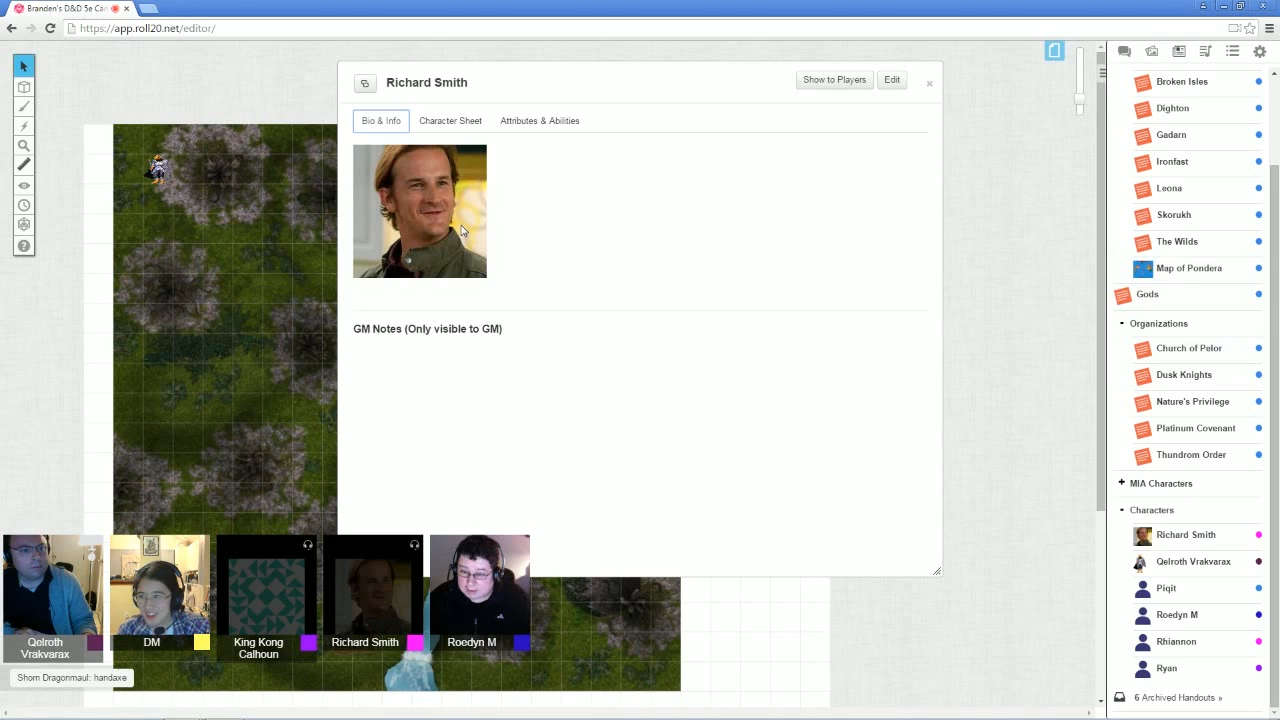 Branden's D&D 5e Can
https://app.roll20.net/editor/
Richard Smith
Show to Players
Edit
Bio & Info
Character Sheet
Attributes & Abilities
GM Notes (Only visible to GM)
Broken Isles
Dighton
Gadarn
Ironfast
Leona
Skorukh
The Wilds
Map of Pondera
Gods
Organizations
Church of Pelor
Dusk Knights
Nature's Privilege
Platinum Covenant
Thundrom Order
MIA Characters
Characters
Richard Smith
Qelroth Vrakvarax
Piqit
Roedyn M
Rhiannon
Ryan
6 Archived Handouts »
Qelroth
Vrakvarax
DM
King Kong
Calhoun
Richard Smith
Roedyn M
Shorn Dragonmaul: handaxe